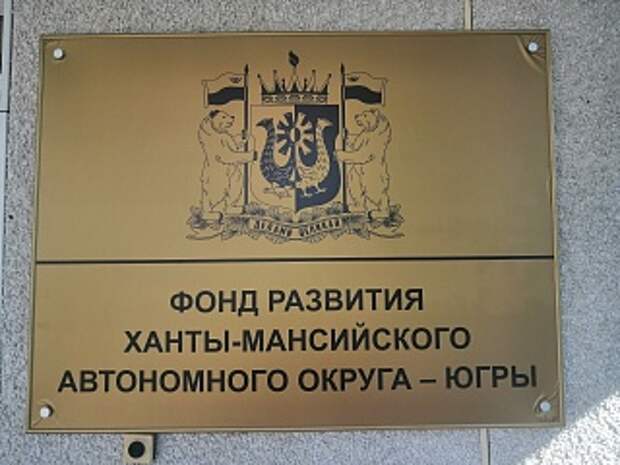 ФОНД РАЗВИТИЯ
ХАНТЫ-МАНСИЙСКОГО
АВТОНОМНОГО ОКРУГА – ЮГРЫ